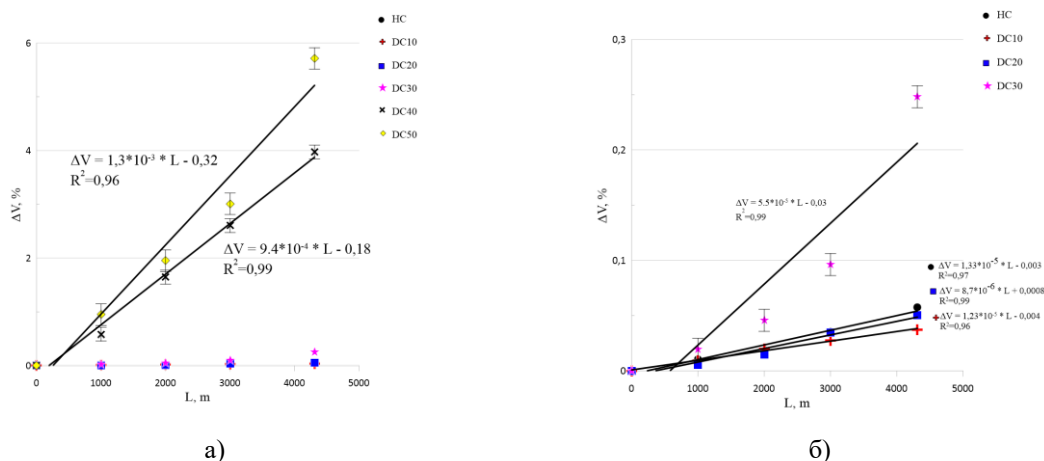 6
4
2
0
0
1000
2000
3000
4000
5000
ΔV, %
L, m
HC
DC10
DC20
DC30
DC40
DC50
ΔV = 1,3*10⁻³ * L - 0,32
R²=0,96
ΔV = 9.4*10⁻⁴ * L - 0,18
R²=0,99
а)
0,3
0,2
0,1
0,0
0
1000
2000
3000
4000
5000
ΔV, %
L, m
HC
DC10
DC20
DC30
ΔV = 5.5*10⁻⁵ * L - 0,03
R²=0,99
ΔV = 1,33*10⁻⁵ * L - 0,003
R²=0,97
ΔV = 8,7*10⁻⁶ * L + 0,0008
R²=0,99
ΔV = 1,23*10⁻⁵ * L - 0,004
R²=0,96
б)